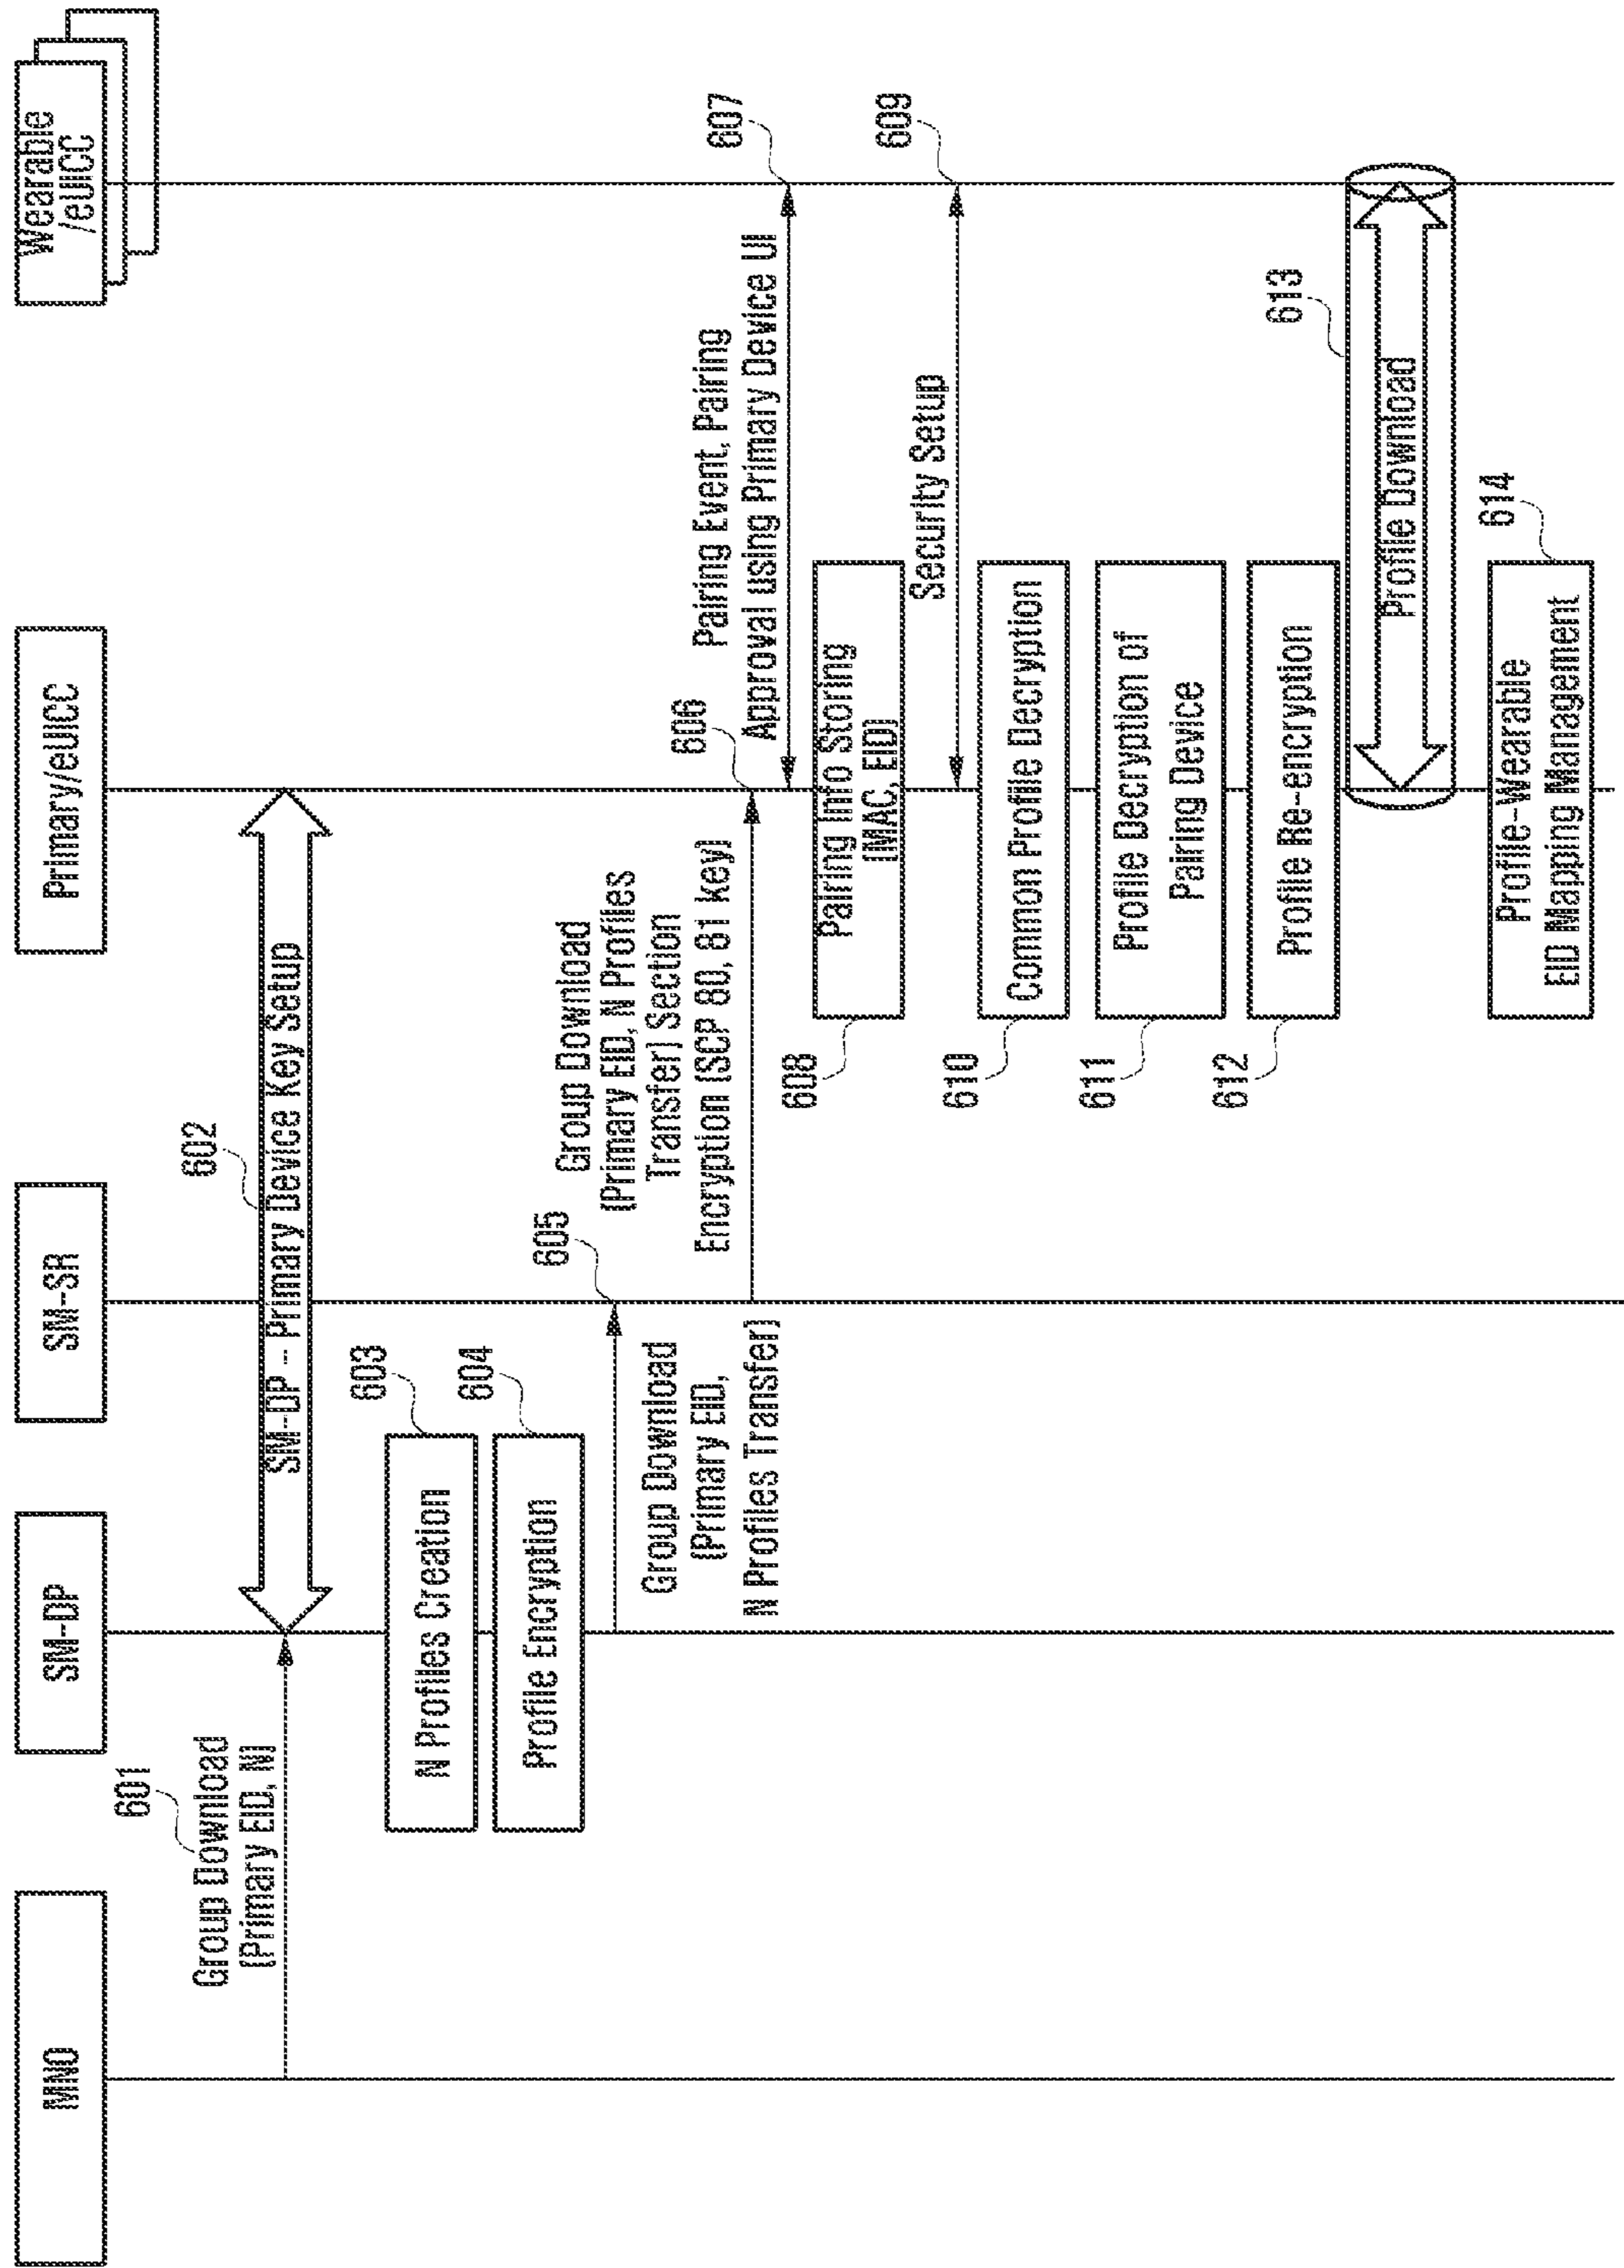 MNO
SM-DP
SM-SR
Primary/eUICC
Wearable
/eUICC
601
Group Download
(Primary EID, N)
602
SM-DP - Primary Device Key Setup
603
N Profiles Creation
604
Profile Encryption
605
Group Download
(Primary EID,
N Profiles Transfer)
606
Group Download
(Primary EID, N Profiles
Transfer) Section
Encryption (SCP 80, 81 key)
607
Pairing Event, Pairing
Approval using Primary Device UI
608
Pairing Info Storing
(MAC, EID)
609
Security Setup
610
Common Profile Decryption
611
Profile Decryption of
Pairing Device
612
Profile Re-encryption
613
Profile Download
614
Profile-Wearable
EID Mapping Management